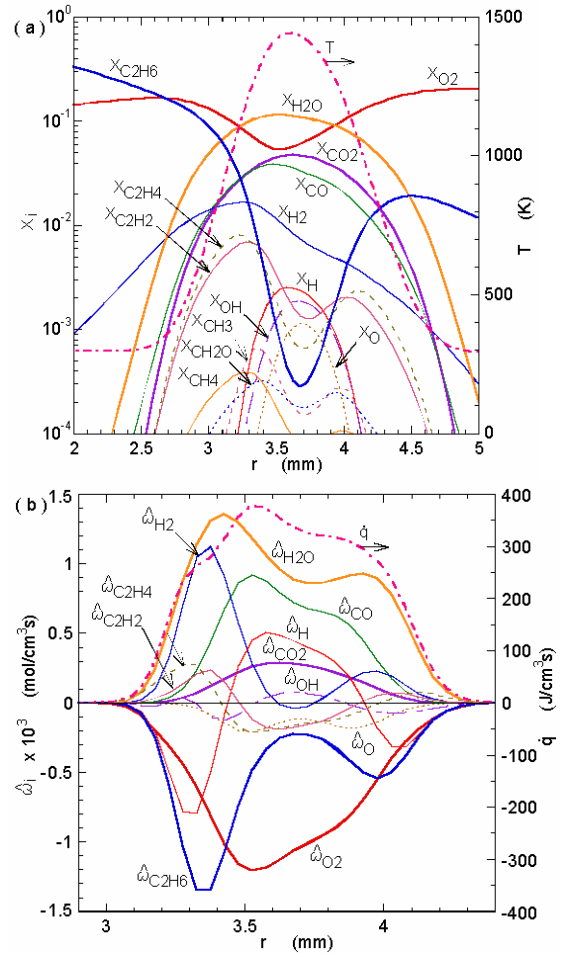 (a)
10^0
10^-1
10^-2
10^-3
10^-4
X_i
1500
1000
500
0
T (K)
X_C2H6
T
X_O2
X_H2O
X_CO2
X_CO
X_C2H4
X_C2H2
X_H2
X_H
X_OH
X_CH3
X_CH2O
X_CH4
X_O
2 2.5 3 3.5 4 4.5 5
r (mm)
(b)
1.5
1
0.5
0
-0.5
-1
-1.5
ω̂_i x 10^3 (mol/cm^3s)
400
300
200
100
0
-100
-200
-300
-400
q̇ (J/cm^3s)
ω̂_H2
q̇
ω̂_H2O
ω̂_C2H4
ω̂_C2H2
ω̂_CO
ω̂_H
ω̂_CO2
ω̂_OH
ω̂_O
ω̂_O2
ω̂_C2H6
3 3.5 4
r (mm)